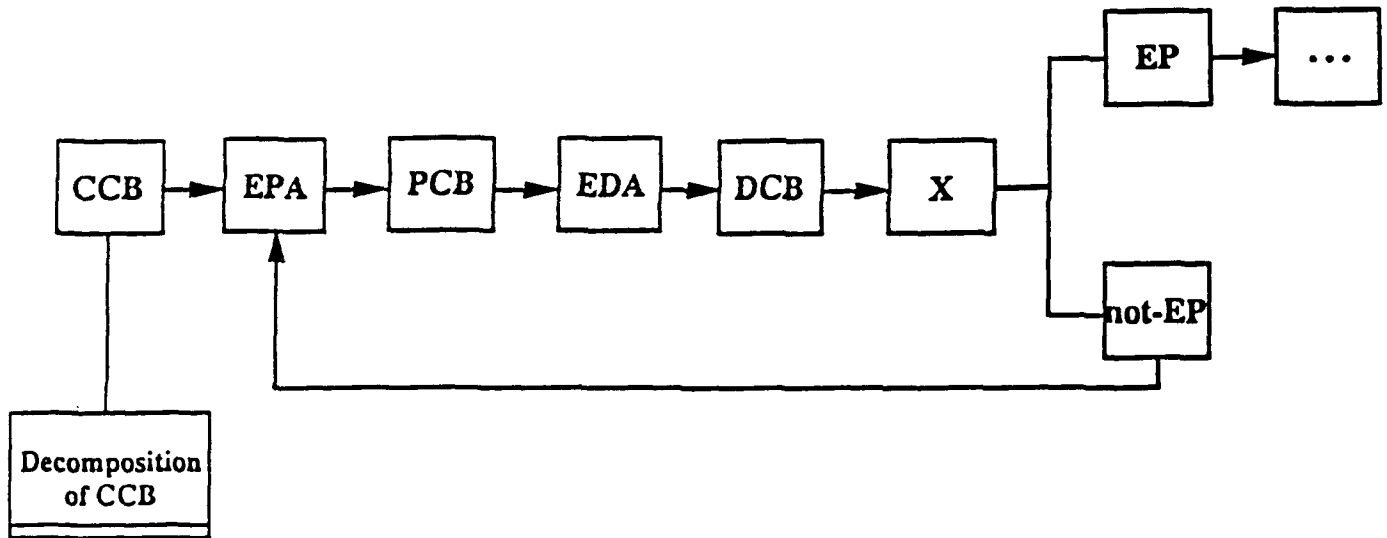 EP
...
CCB
EPA
PCB
EDA
DCB
X
not-EP
Decomposition
of CCB